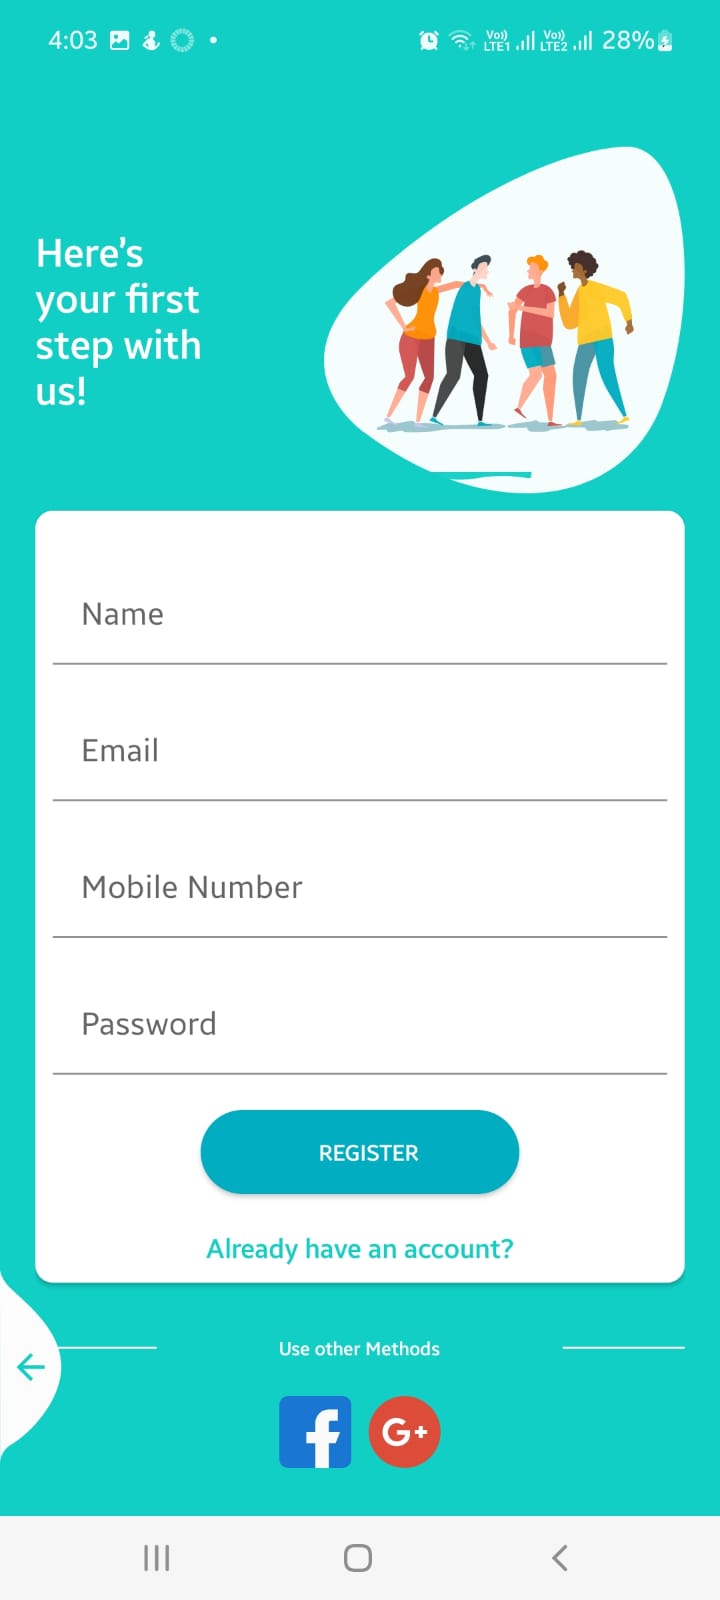 4:03 Vo)) LTE1 Vo)) LTE2 28%
Here's
your first
step with
us!
Name
Email
Mobile Number
Password
REGISTER
Already have an account?
Use other Methods
f G+